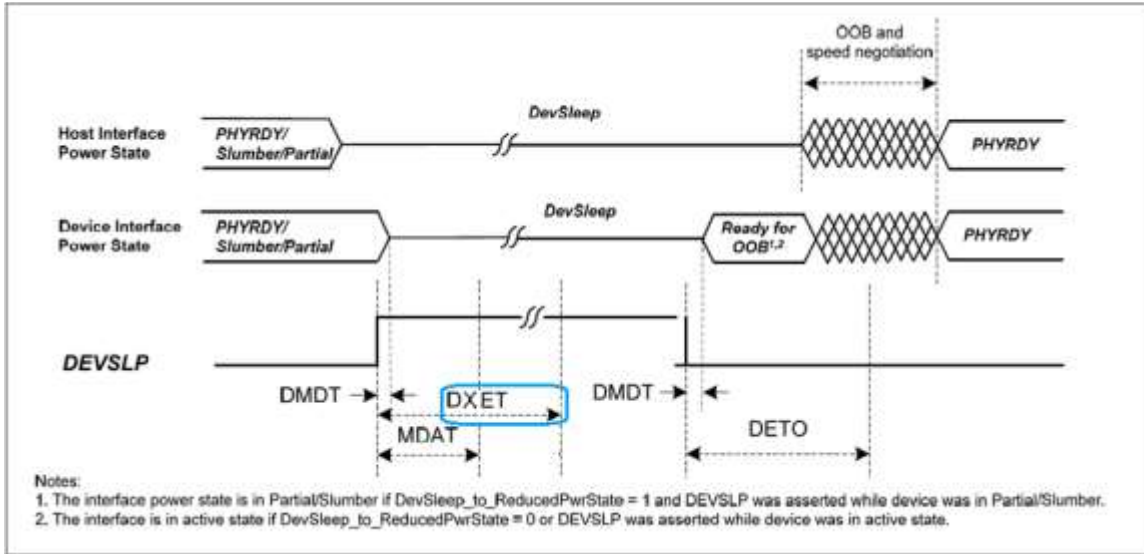 OOB and
speed negotiation
DevSleep
Host Interface
Power State
PHYRDY/
Slumber/Partial
PHYRDY
DevSleep
Device Interface
Power State
PHYRDY/
Slumber/Partial
Ready for
OOB1,2
PHYRDY
DEVSLP
DMDT
DXET
DMDT
MDAT
DETO
Notes:
1. The interface power state is in Partial/Slumber if DevSleep_to_ReducedPwrState = 1 and DEVSLP was asserted while device was in Partial/Slumber.
2. The interface is in active state if DevSleep_to_ReducedPwrState = 0 or DEVSLP was asserted while device was in active state.